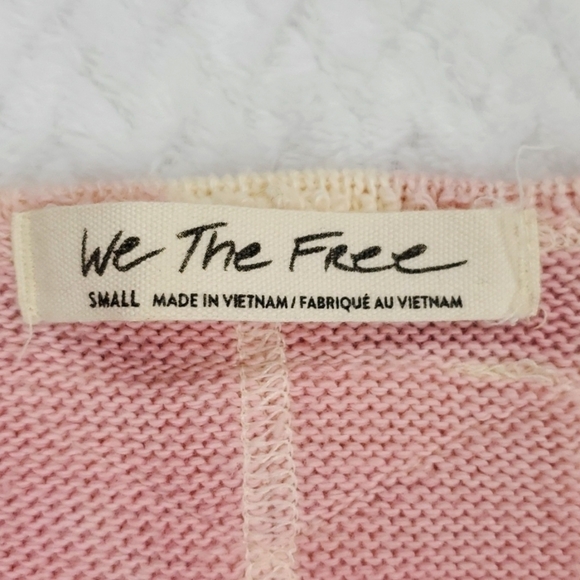 We The Free
SMALL MADE IN VIETNAM / FABRIQUÉ AU VIETNAM